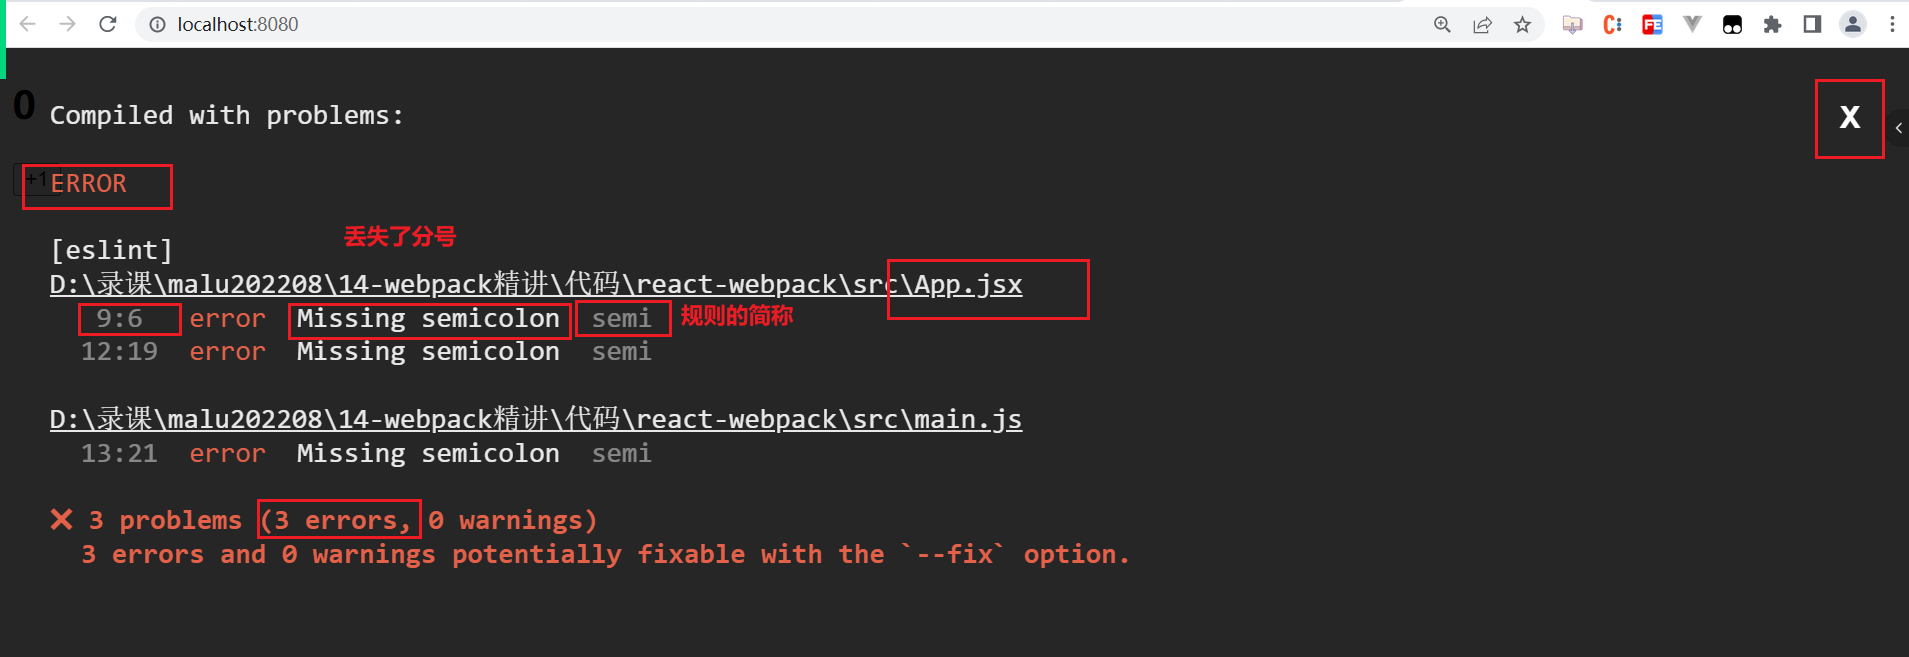 localhost:8080
0
Compiled with problems:
X
+1
ERROR
丢失了分号
[eslint]
D:\录课\malu202208\14-webpack精讲\代码\react-webpack\src\App.jsx
9:6 error Missing semicolon semi 规则的简称
12:19 error Missing semicolon semi
D:\录课\malu202208\14-webpack精讲\代码\react-webpack\src\main.js
13:21 error Missing semicolon semi
✖ 3 problems (3 errors, 0 warnings)
3 errors and 0 warnings potentially fixable with the `--fix` option.